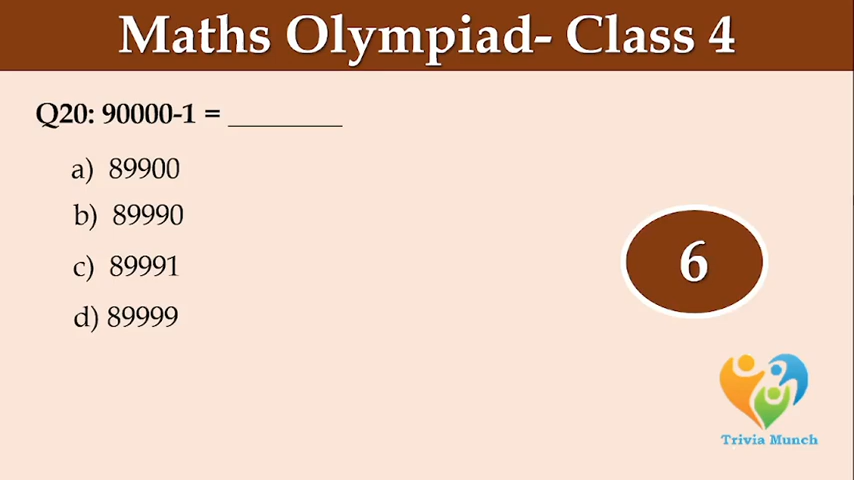 Maths Olympiad- Class 4
Q20: 90000-1 = ________
a) 89900
b) 89990
c) 89991
d) 89999
6
Trivia Munch